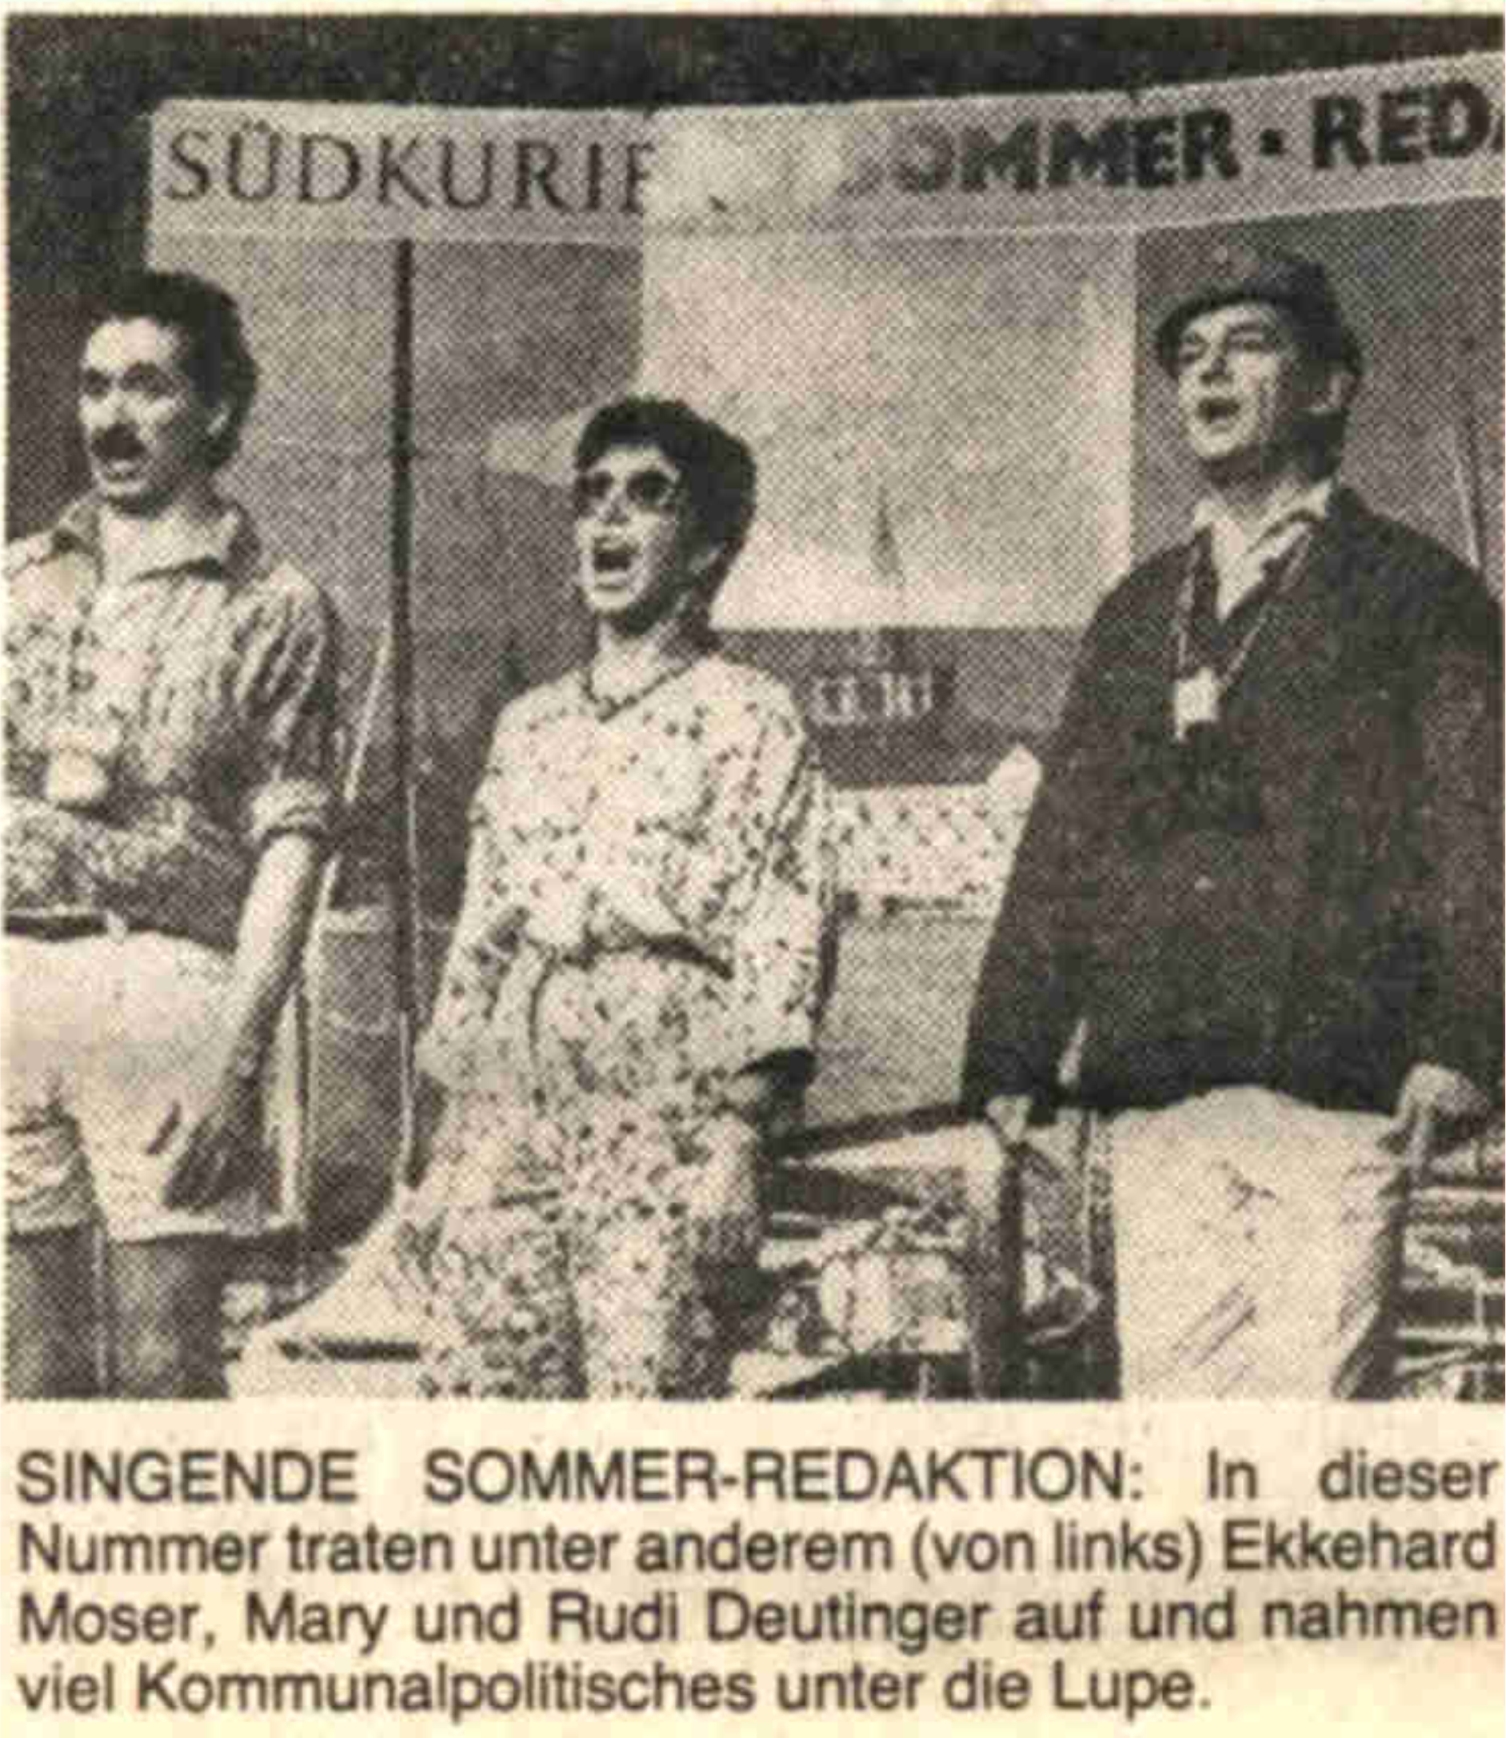 SÜDKURIE OMMER · RED
SINGENDE SOMMER-REDAKTION: In dieser
Nummer traten unter anderem (von links) Ekkehard
Moser, Mary und Rudi Deutinger auf und nahmen
viel Kommunalpolitisches unter die Lupe.